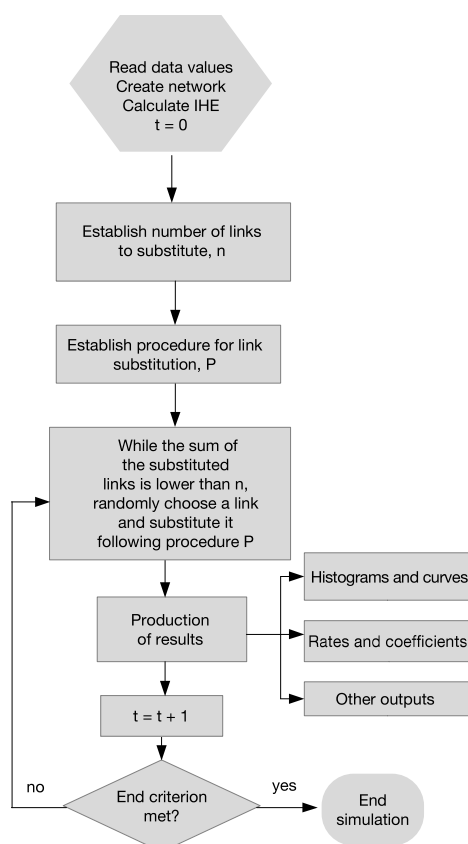 Read data values
Create network
Calculate IHE
t = 0
Establish number of links
to substitute, n
Establish procedure for link
substitution, P
While the sum of
the substituted
links is lower than n,
randomly choose a link
and substitute it
following procedure P
Production
of results
Histograms and curves
Rates and coefficients
Other outputs
t = t + 1
End criterion
met?
no
yes
End
simulation